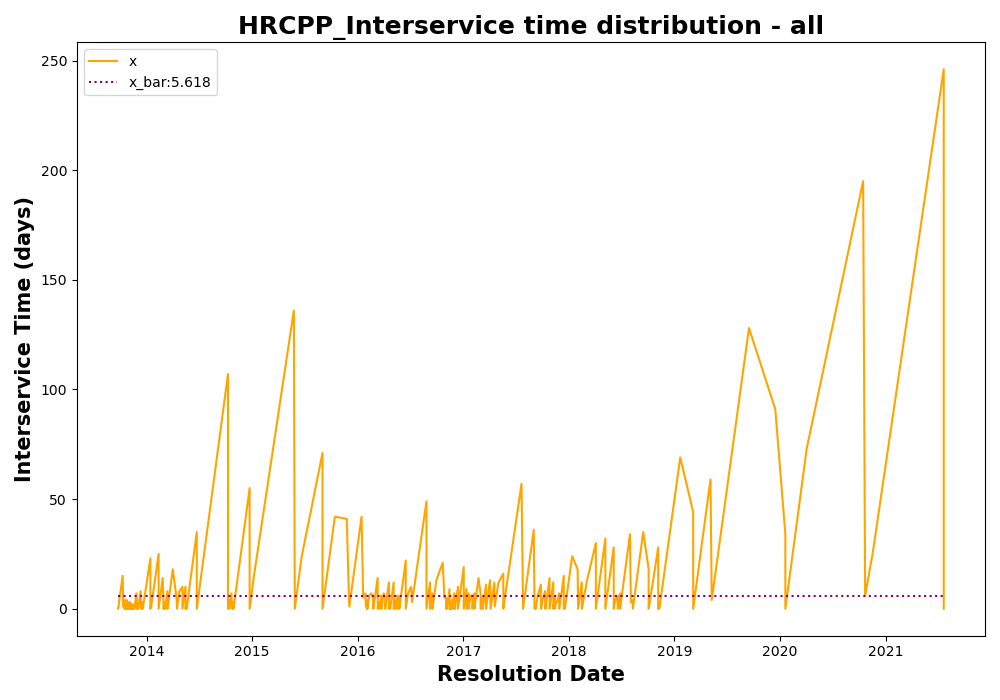 HRCPP_Interservice time distribution - all
x
x_bar:5.618
Interservice Time (days)
250
200
150
100
50
0
2014 2015 2016 2017 2018 2019 2020 2021
Resolution Date